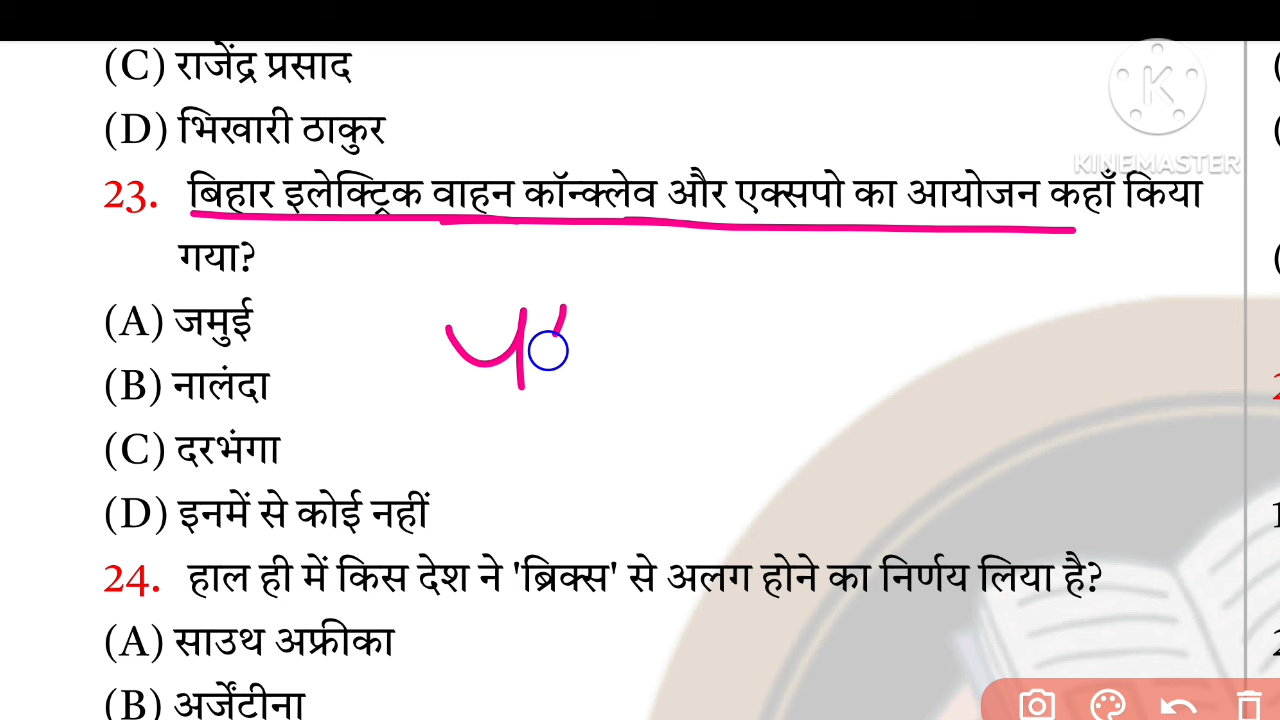 (C) राजेंद्र प्रसाद
(D) भिखारी ठाकुर
KINEMASTER
23. बिहार इलेक्ट्रिक वाहन कॉन्क्लेव और एक्सपो का आयोजन कहाँ किया
गया?
(A) जमुई
(B) नालंदा
(C) दरभंगा
(D) इनमें से कोई नहीं
24. हाल ही में किस देश ने 'ब्रिक्स' से अलग होने का निर्णय लिया है?
(A) साउथ अफ्रीका
(B) अर्जेंटीना